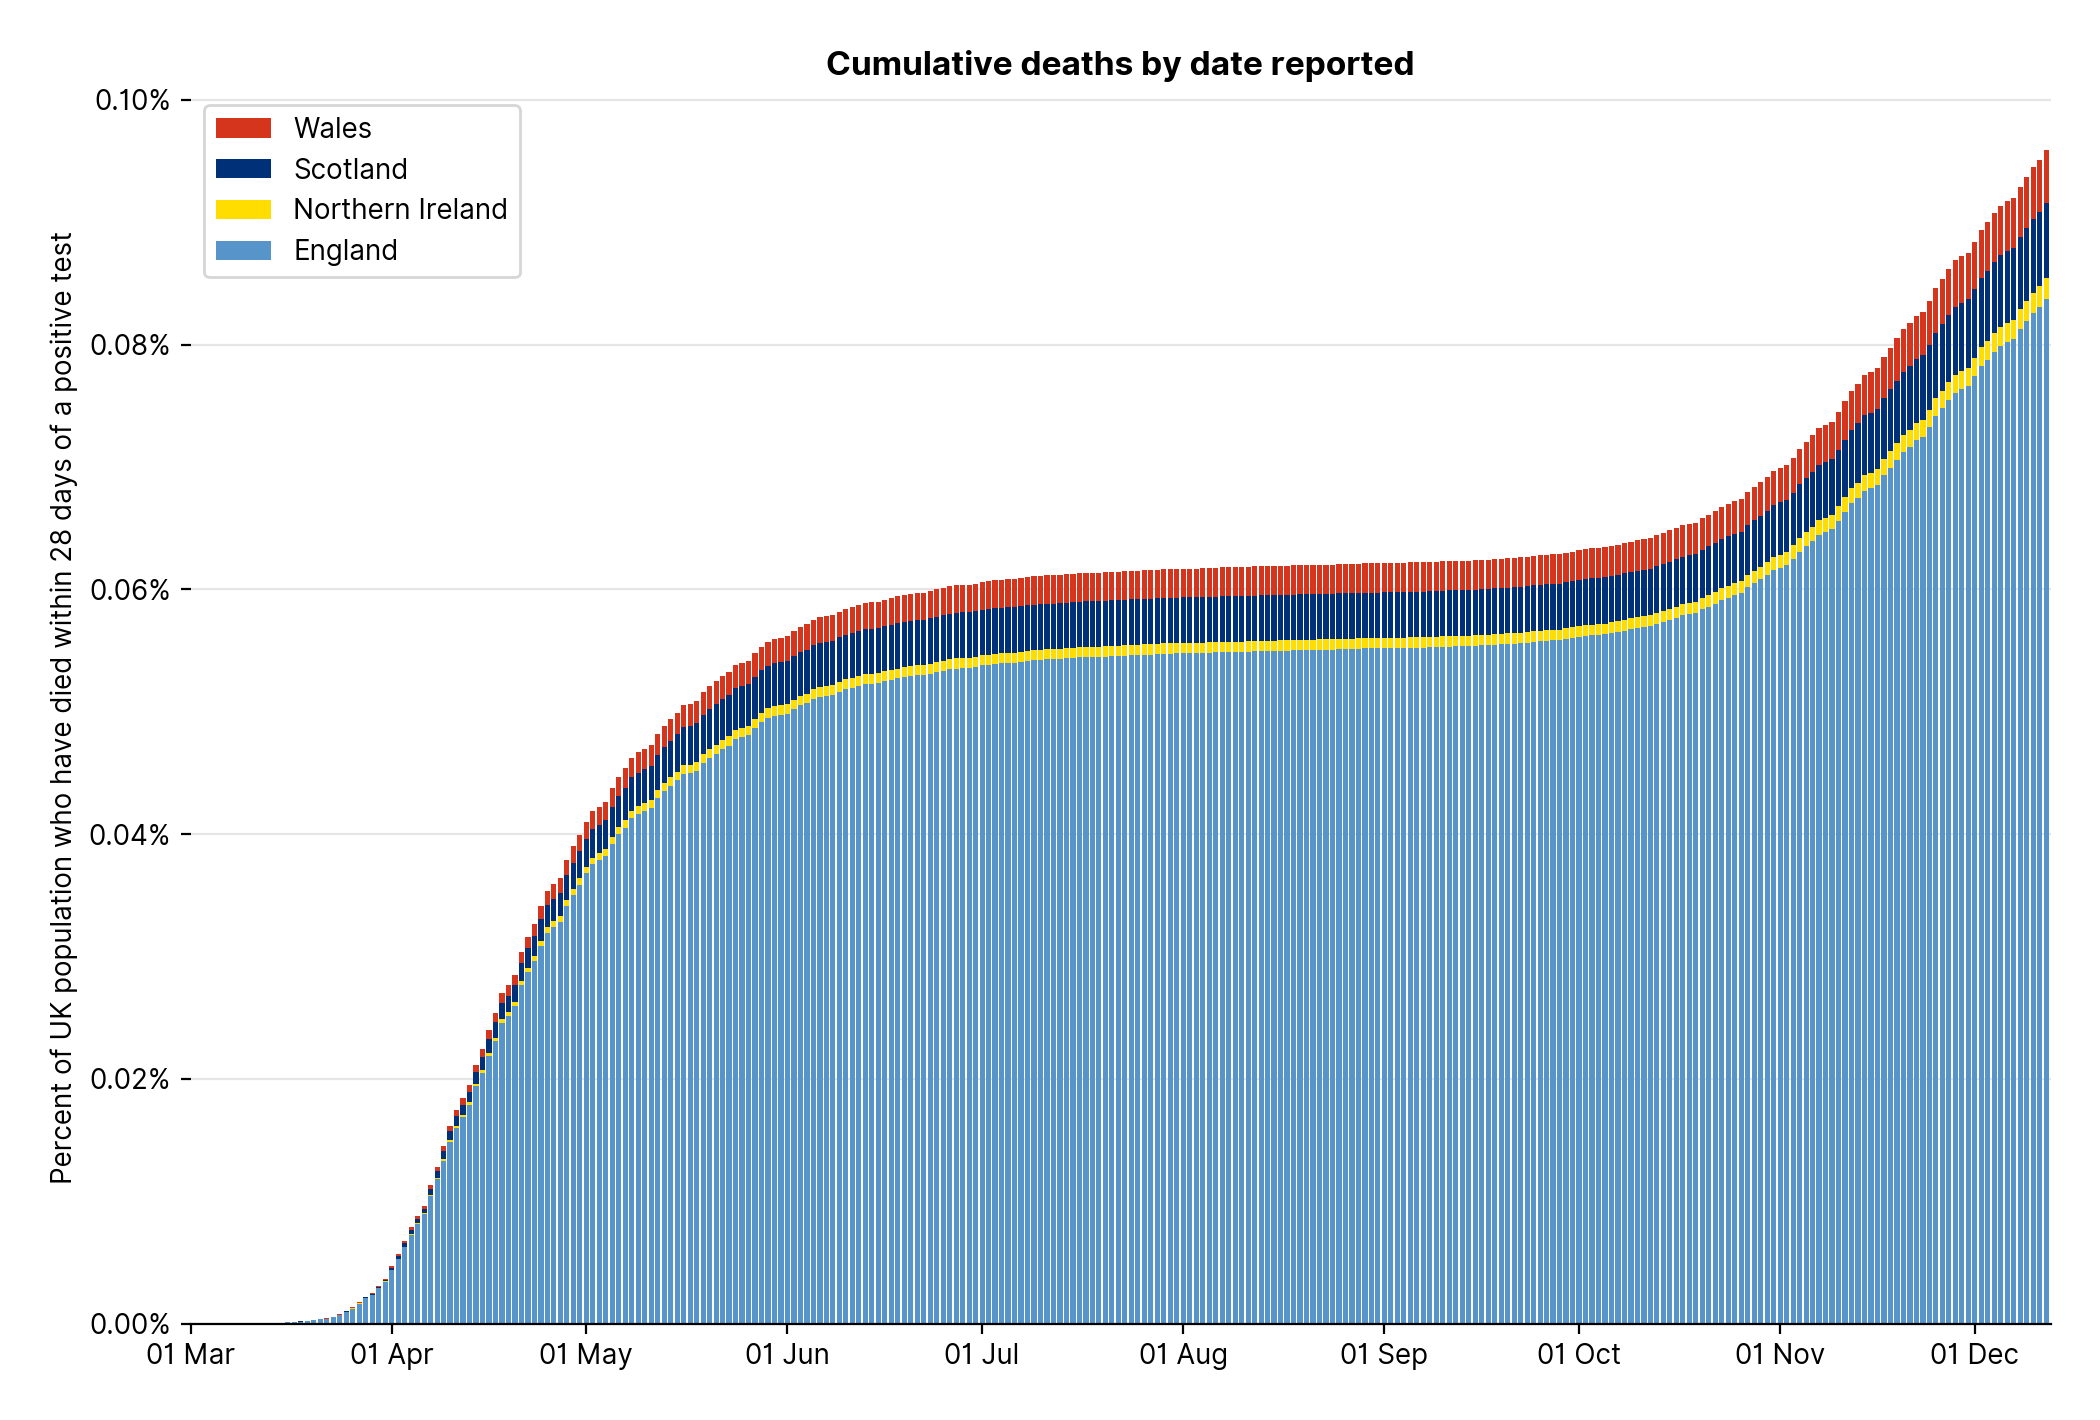 Cumulative deaths by date reported
Percent of UK population who have died within 28 days of a positive test
0.10%
0.08%
0.06%
0.04%
0.02%
0.00%
Wales
Scotland
Northern Ireland
England
01 Mar
01 Apr
01 May
01 Jun
01 Jul
01 Aug
01 Sep
01 Oct
01 Nov
01 Dec